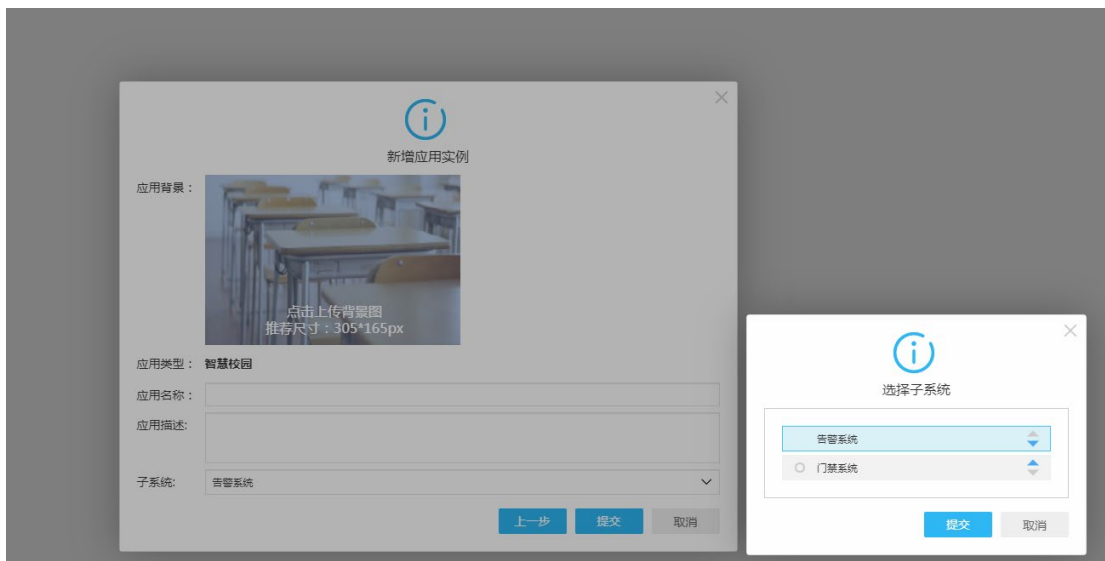 新增应用实例
应用背景：
点击上传背景图
推荐尺寸：305*165px
应用类型： 智慧校园
应用名称：
应用描述:
子系统: 告警系统
上一步 提交 取消
选择子系统
告警系统
门禁系统
提交 取消